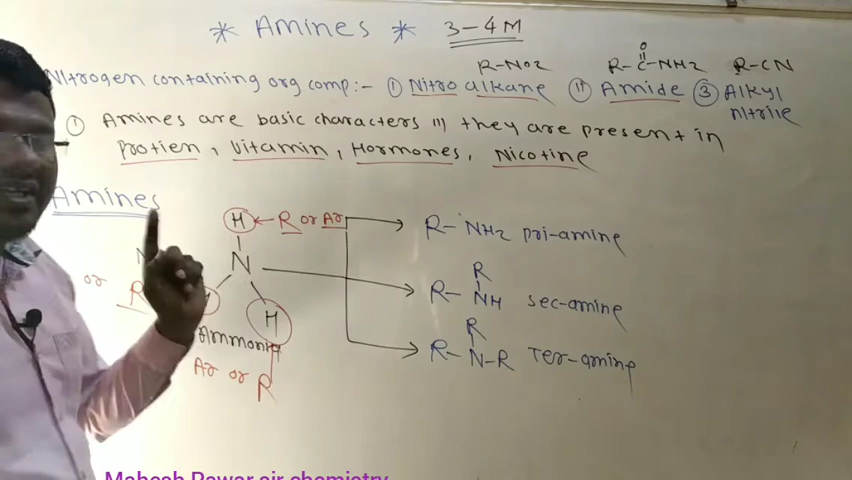 * Amines * 3-4M
R-NO2 R-C-NH2 R-CN
O
Nitrogen containing org comp:- ① Nitro alkane ⑪ Amide ③ Alkyl
nitrile
① Amines are basic characters ii) they are present in
protien, Vitamin, Hormones, Nicotine
Amines
H ← R or Ar
R-NH2 pri-amine
N
or R
R
R-NH sec-amine
H
Ammonia
R
R-N-R Ter-amine
Ar or R
Mahesh Pawar sir chemistry